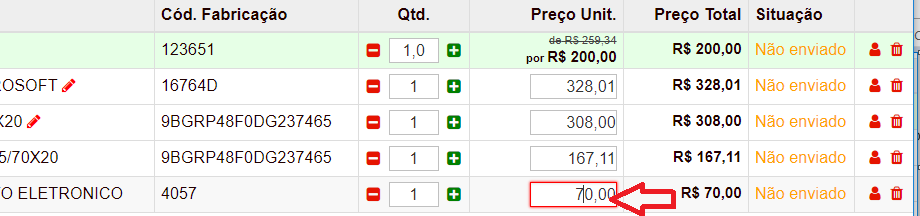 Cód. Fabricação Qtd. Preço Unit. Preço Total Situação
123651 1,0 de R$ 259,34 por R$ 200,00 R$ 200,00 Não enviado
ROSOFT 16764D 1 328,01 R$ 328,01 Não enviado
X20 9BGRP48F0DG237465 1 308,00 R$ 308,00 Não enviado
5/70X20 9BGRP48F0DG237465 1 167,11 R$ 167,11 Não enviado
O ELETRONICO 4057 1 70,00 R$ 70,00 Não enviado